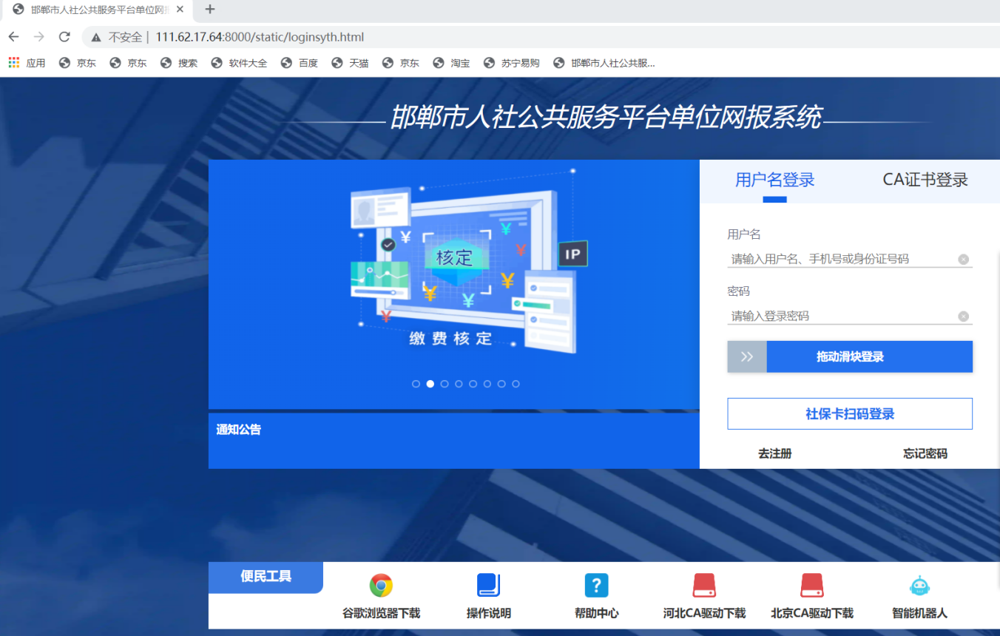 邯郸市人社公共服务平台单位网报
不安全 | 111.62.17.64:8000/static/loginsyth.html
应用 京东 京东 搜索 软件大全 百度 天猫 京东 淘宝 苏宁易购 邯郸市人社公共服...
邯郸市人社公共服务平台单位网报系统
用户名登录 CA证书登录
核定
IP
缴费核定
用户名
请输入用户名、手机号或身份证号码
密码
请输入登录密码
拖动滑块登录
社保卡扫码登录
去注册 忘记密码
通知公告
便民工具
谷歌浏览器下载 操作说明 帮助中心 河北CA驱动下载 北京CA驱动下载 智能机器人